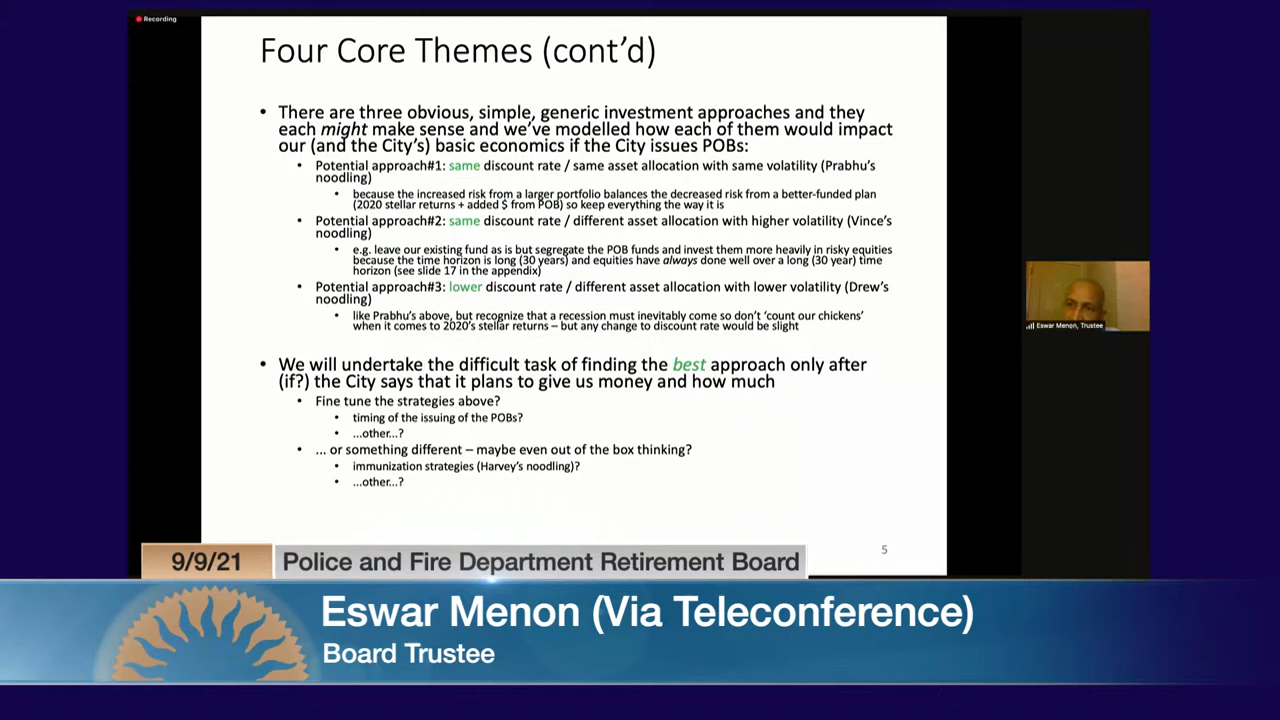 Recording
Four Core Themes (cont’d)
• There are three obvious, simple, generic investment approaches and they
each might make sense and we’ve modelled how each of them would impact
our (and the City’s) basic economics if the City issues POBs:
• Potential approach#1: same discount rate / same asset allocation with same volatility (Prabhu’s
noodling)
• because the increased risk from a larger portfolio balances the decreased risk from a better-funded plan
(2020 stellar returns + added $ from POB) so keep everything the way it is
• Potential approach#2: same discount rate / different asset allocation with higher volatility (Vince’s
noodling)
• e.g. leave our existing fund as is but segregate the POB funds and invest them more heavily in risky equities
because the time horizon is long (30 years) and equities have always done well over a long (30 year) time
horizon (see slide 17 in the appendix)
• Potential approach#3: lower discount rate / different asset allocation with lower volatility (Drew’s
noodling)
• like Prabhu’s above, but recognize that a recession must inevitably come so don’t ‘count our chickens’
when it comes to 2020’s stellar returns – but any change to discount rate would be slight
• We will undertake the difficult task of finding the best approach only after
(if?) the City says that it plans to give us money and how much
• Fine tune the strategies above?
• timing of the issuing of the POBs?
• ...other...?
• ... or something different – maybe even out of the box thinking?
• immunization strategies (Harvey’s noodling)?
• ...other...?
5
Eswar Menon, Trustee
9/9/21
Police and Fire Department Retirement Board
Eswar Menon (Via Teleconference)
Board Trustee